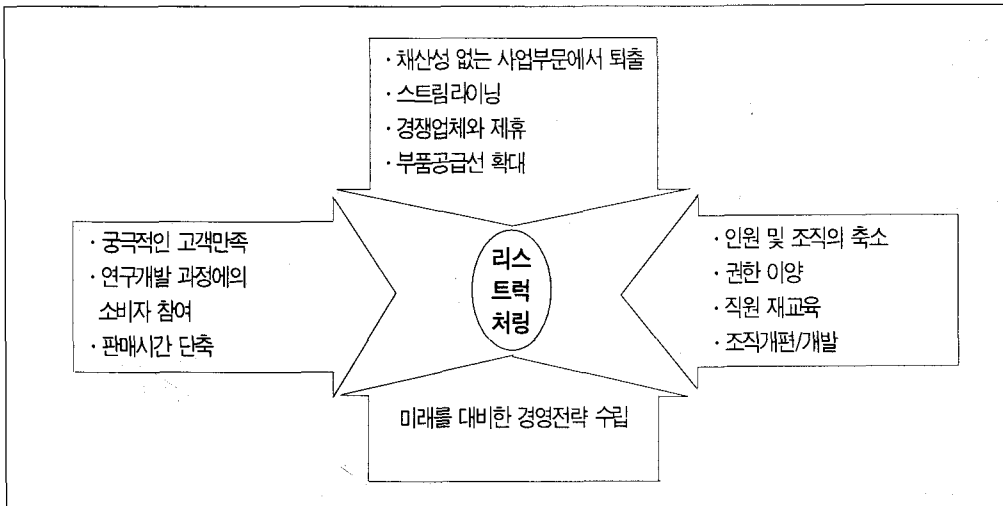 · 채산성 없는 사업부문에서 퇴출
· 스트림라이닝
· 경쟁업체와 제휴
· 부품공급선 확대
· 궁극적인 고객만족
· 연구개발 과정에의
소비자 참여
· 판매시간 단축
리스
트럭
처링
· 인원 및 조직의 축소
· 권한 이양
· 직원 재교육
· 조직개편/개발
미래를 대비한 경영전략 수립